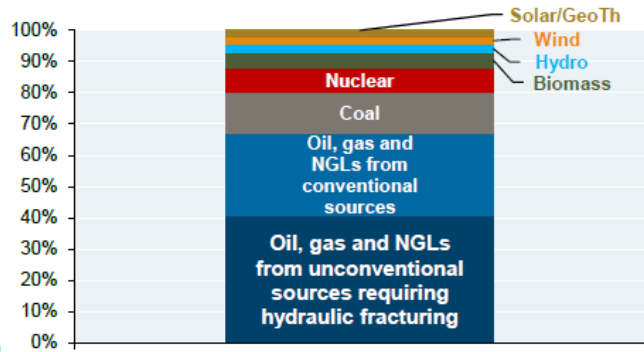 Solar/GeoTh
100%
Wind
90%
Hydro
Nuclear
Biomass
80%
70%
Coal
60%
Oil, gas and
NGLs from
conventional
sources
50%
40%
30%
Oil, gas and NGLs
from unconventional
sources requiring
hydraulic fracturing
20%
10%
0%